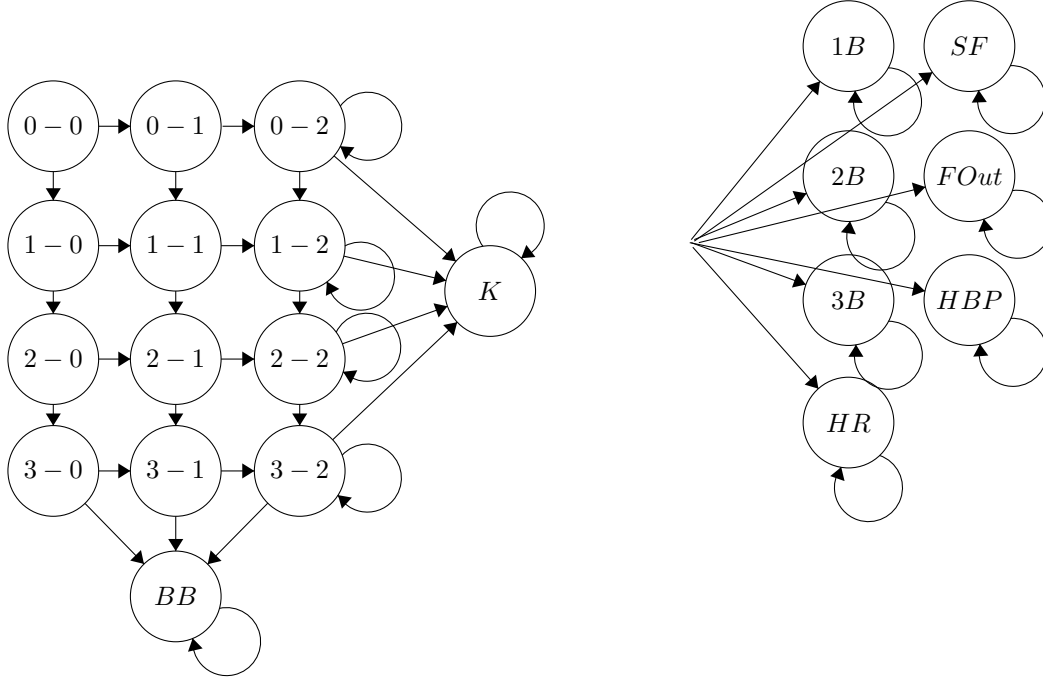 0 − 0
0 − 1
0 − 2
1 − 0
1 − 1
1 − 2
2 − 0
2 − 1
2 − 2
3 − 0
3 − 1
3 − 2
K
BB
1B
SF
2B
FOut
3B
HBP
HR